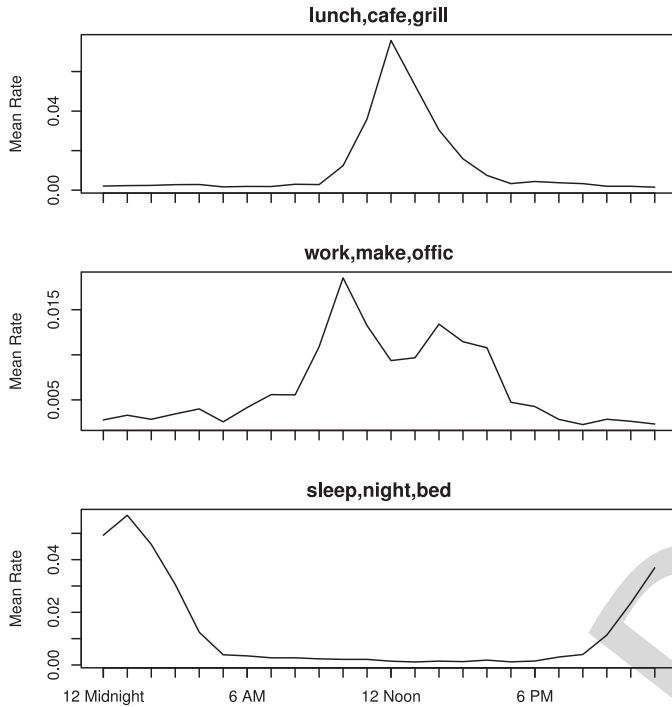 lunch,cafe,grill
Mean Rate
0.04
0.00
work,make,offic
Mean Rate
0.015
0.005
sleep,night,bed
Mean Rate
0.04
0.02
0.00
12 Midnight 6 AM 12 Noon 6 PM